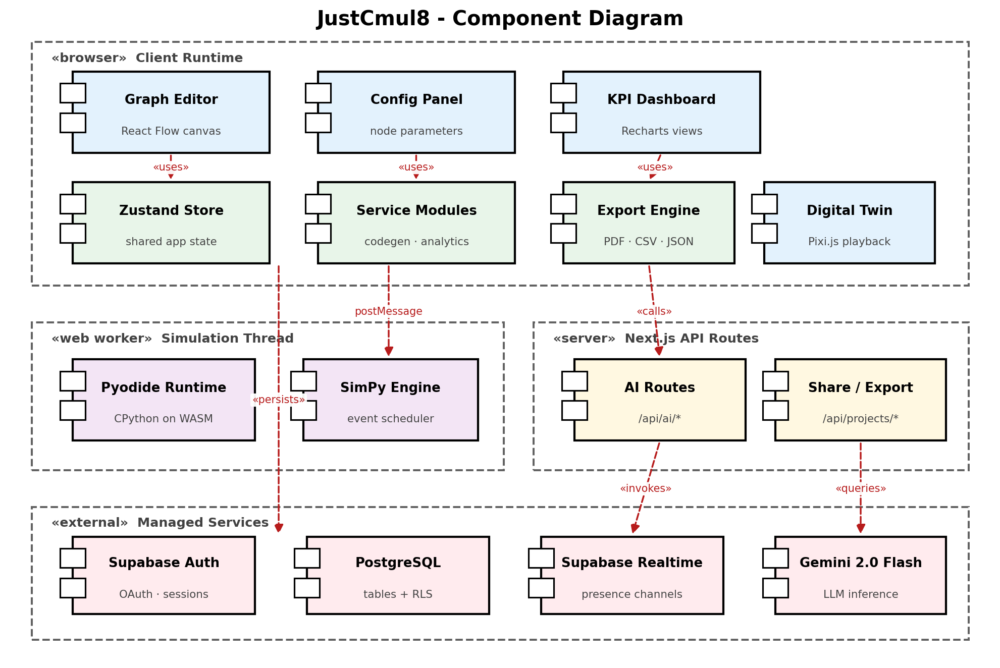 JustCmul8 - Component Diagram
«browser»  Client Runtime
Graph Editor
React Flow canvas
Config Panel
node parameters
KPI Dashboard
Recharts views
«uses»
«uses»
«uses»
Zustand Store
shared app state
Service Modules
codegen · analytics
Export Engine
PDF · CSV · JSON
Digital Twin
Pixi.js playback
postMessage
«calls»
«web worker»  Simulation Thread
«server»  Next.js API Routes
Pyodide Runtime
CPython on WASM
«persists»
SimPy Engine
event scheduler
AI Routes
/api/ai/*
Share / Export
/api/projects/*
«invokes»
«queries»
«external»  Managed Services
Supabase Auth
OAuth · sessions
PostgreSQL
tables + RLS
Supabase Realtime
presence channels
Gemini 2.0 Flash
LLM inference